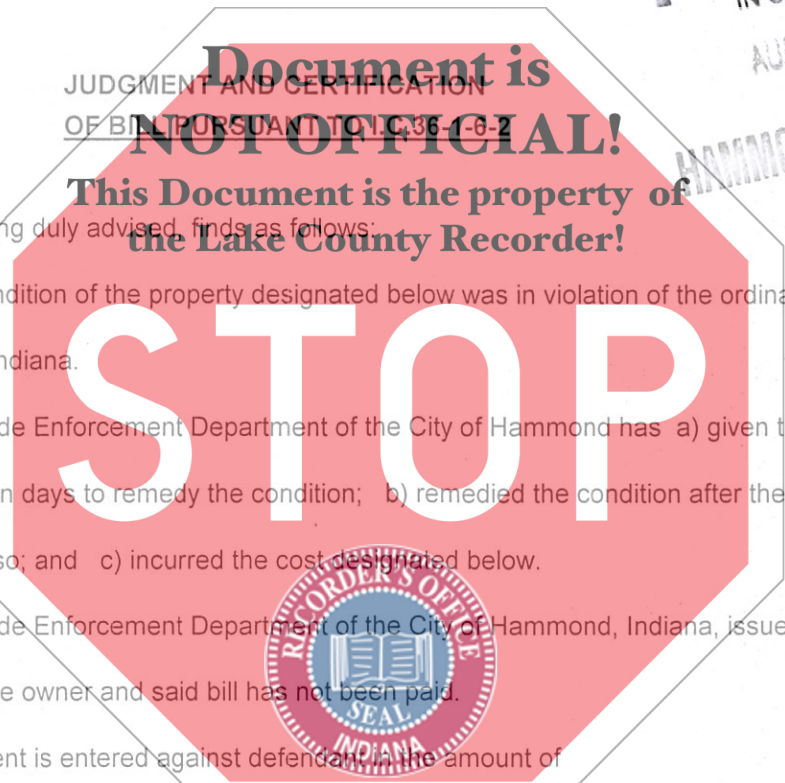 IN
AU
JUDGMENT AND CERTIFICATION
Document is
OF BILL PURSUANT TO I.C. 36-1-6-2
NOT OFFICIAL!
HAMMO
This Document is the property of
ng duly advised, finds as follows:
the Lake County Recorder!
ndition of the property designated below was in violation of the ordina
ndiana.
STOP
de Enforcement Department of the City of Hammond has a) given t
n days to remedy the condition; b) remedied the condition after the
so; and c) incurred the cost designated below.
RECORDER'S OFFICE
de Enforcement Department of the City of Hammond, Indiana, issue
e owner and said bill has not been paid.
SEAL
INDIANA
ent is entered against defendant in the amount of